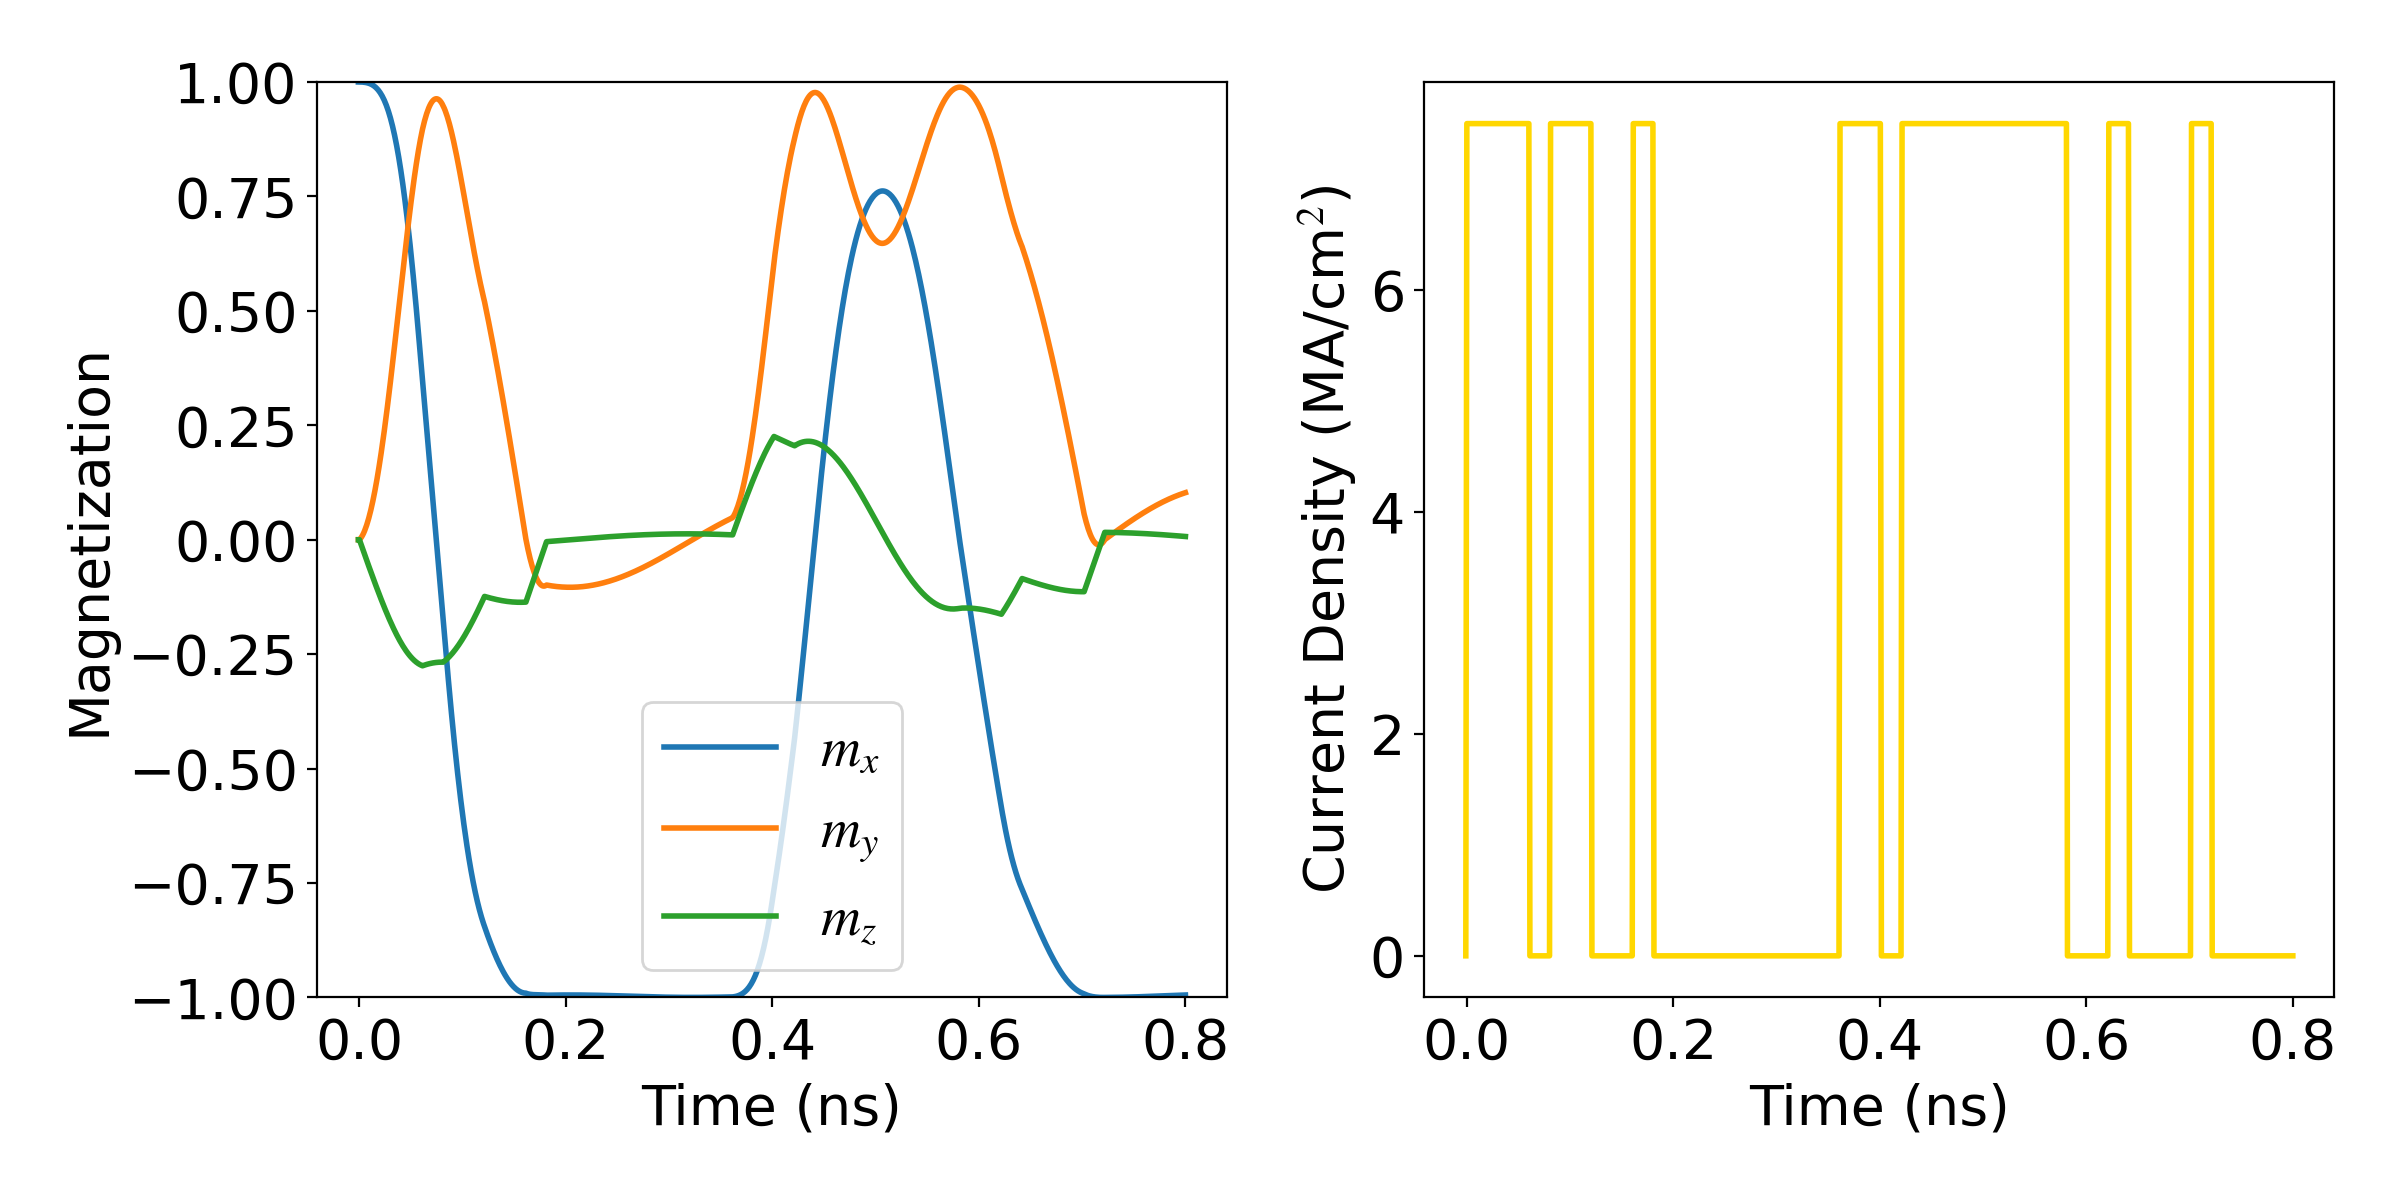 1.00
0.75
0.50
0.25
0.00
−0.25
−0.50
−0.75
−1.00
Magnetization
0.0 0.2 0.4 0.6 0.8
Time (ns)
m_x
m_y
m_z
6
4
2
0
Current Density (MA/cm²)
0.0 0.2 0.4 0.6 0.8
Time (ns)